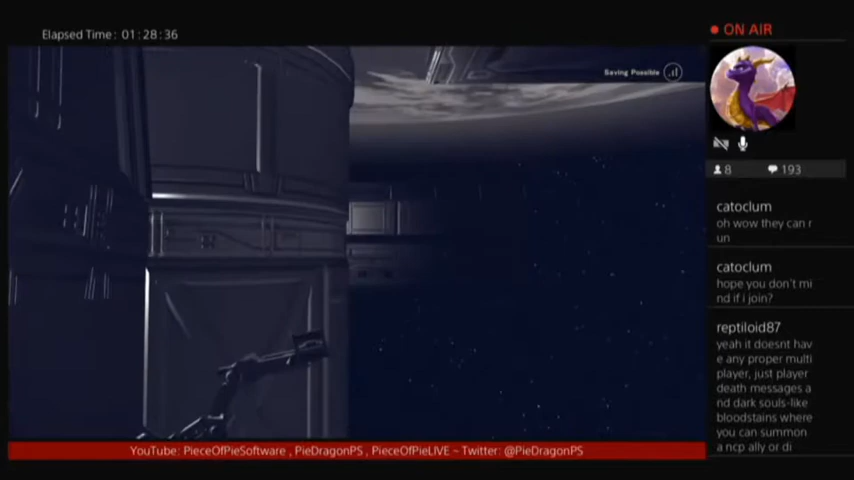 Elapsed Time: 01:28:36
ON AIR
Saving Possible
8 193
catoclum
oh wow they can r
un
catoclum
hope you don't mi
nd if i join?
reptiloid87
yeah it doesnt hav
e any proper multi
player, just player
death messages a
nd dark souls-like
bloodstains where
you can summon
a ncp ally or di
YouTube: PieceOfPieSoftware , PieDragonPS , PieceOfPieLIVE ~ Twitter: @PieDragonPS